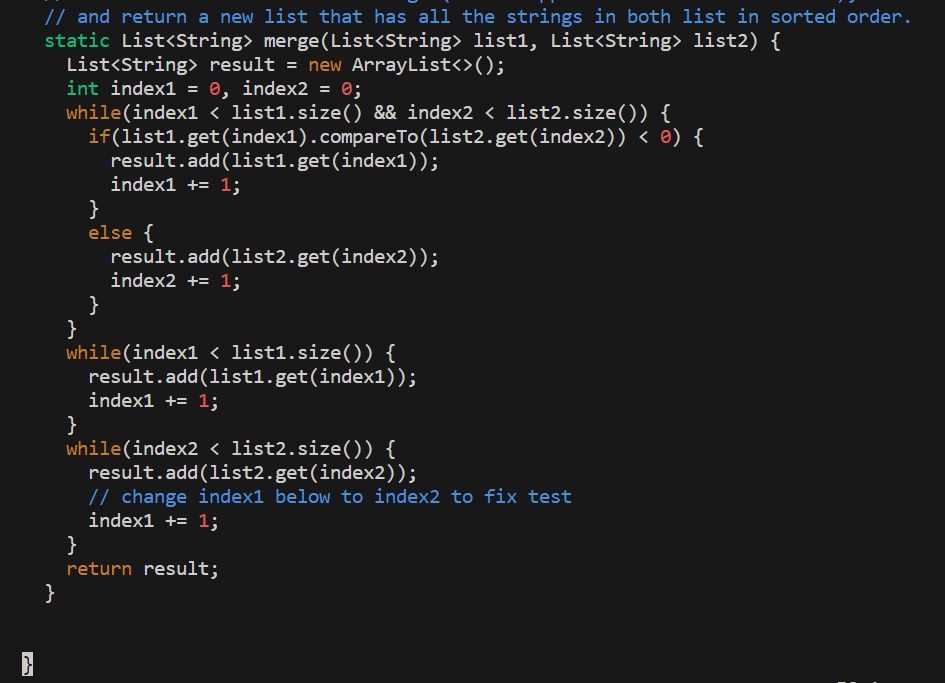 // and return a new list that has all the strings in both list in sorted order.
static List<String> merge(List<String> list1, List<String> list2) {
  List<String> result = new ArrayList<>();
  int index1 = 0, index2 = 0;
  while(index1 < list1.size() && index2 < list2.size()) {
    if(list1.get(index1).compareTo(list2.get(index2)) < 0) {
      result.add(list1.get(index1));
      index1 += 1;
    }
    else {
      result.add(list2.get(index2));
      index2 += 1;
    }
  }
  while(index1 < list1.size()) {
    result.add(list1.get(index1));
    index1 += 1;
  }
  while(index2 < list2.size()) {
    result.add(list2.get(index2));
    // change index1 below to index2 to fix test
    index1 += 1;
  }
  return result;
}
}